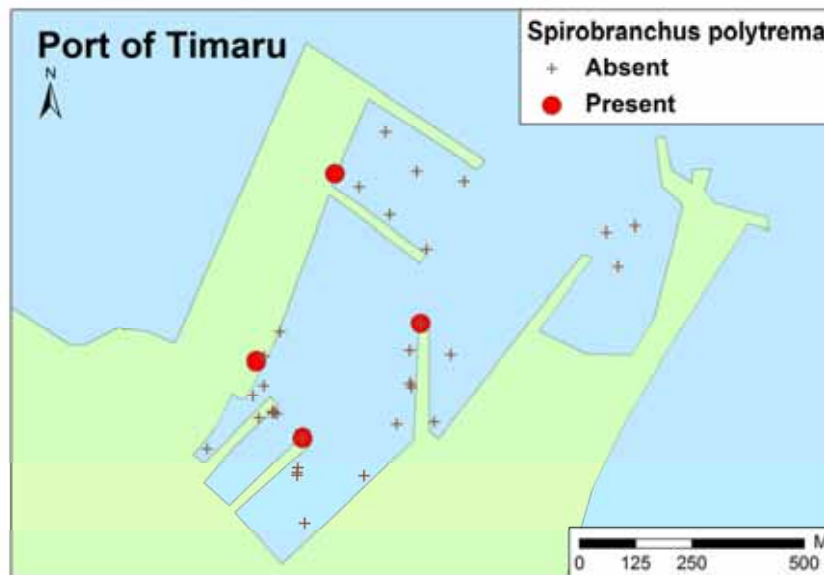 Port of Timaru
N
Spirobranchus polytrema
Absent
Present
M
0 125 250 500